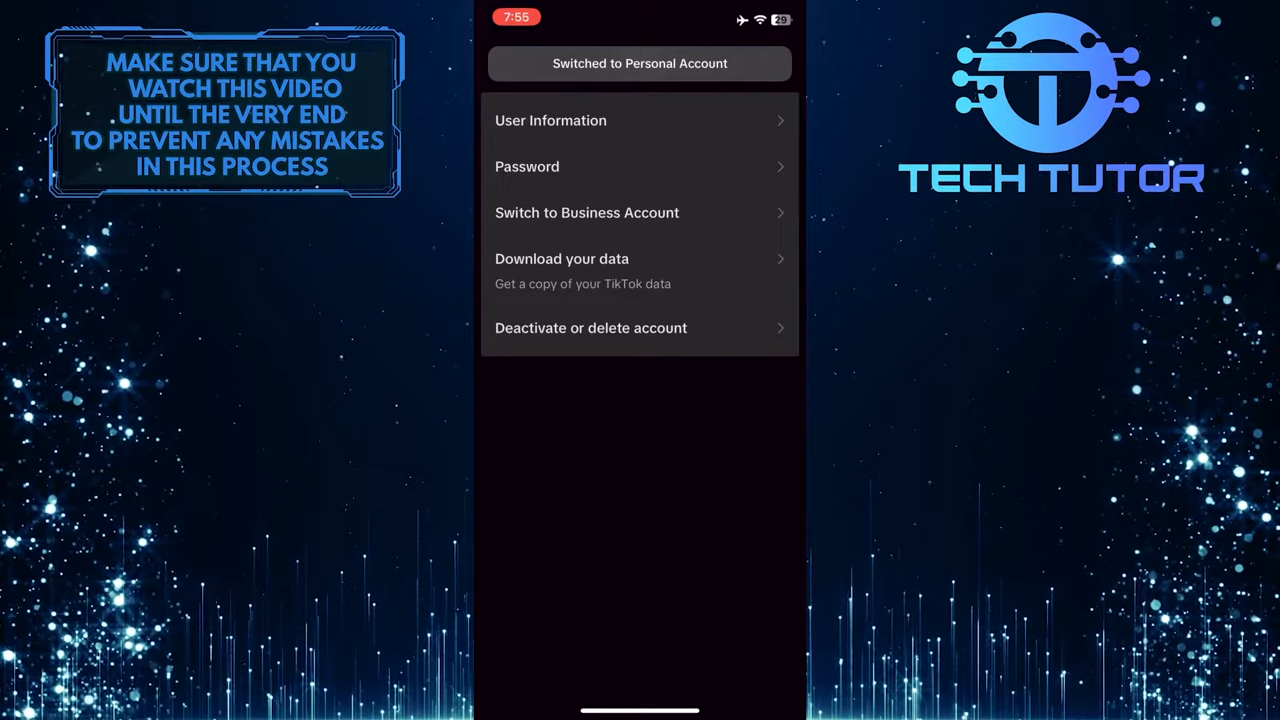 MAKE SURE THAT YOU
WATCH THIS VIDEO
UNTIL THE VERY END
TO PREVENT ANY MISTAKES
IN THIS PROCESS
7:55
29
Switched to Personal Account
User Information
Password
Switch to Business Account
Download your data
Get a copy of your TikTok data
Deactivate or delete account
TECH TUTOR